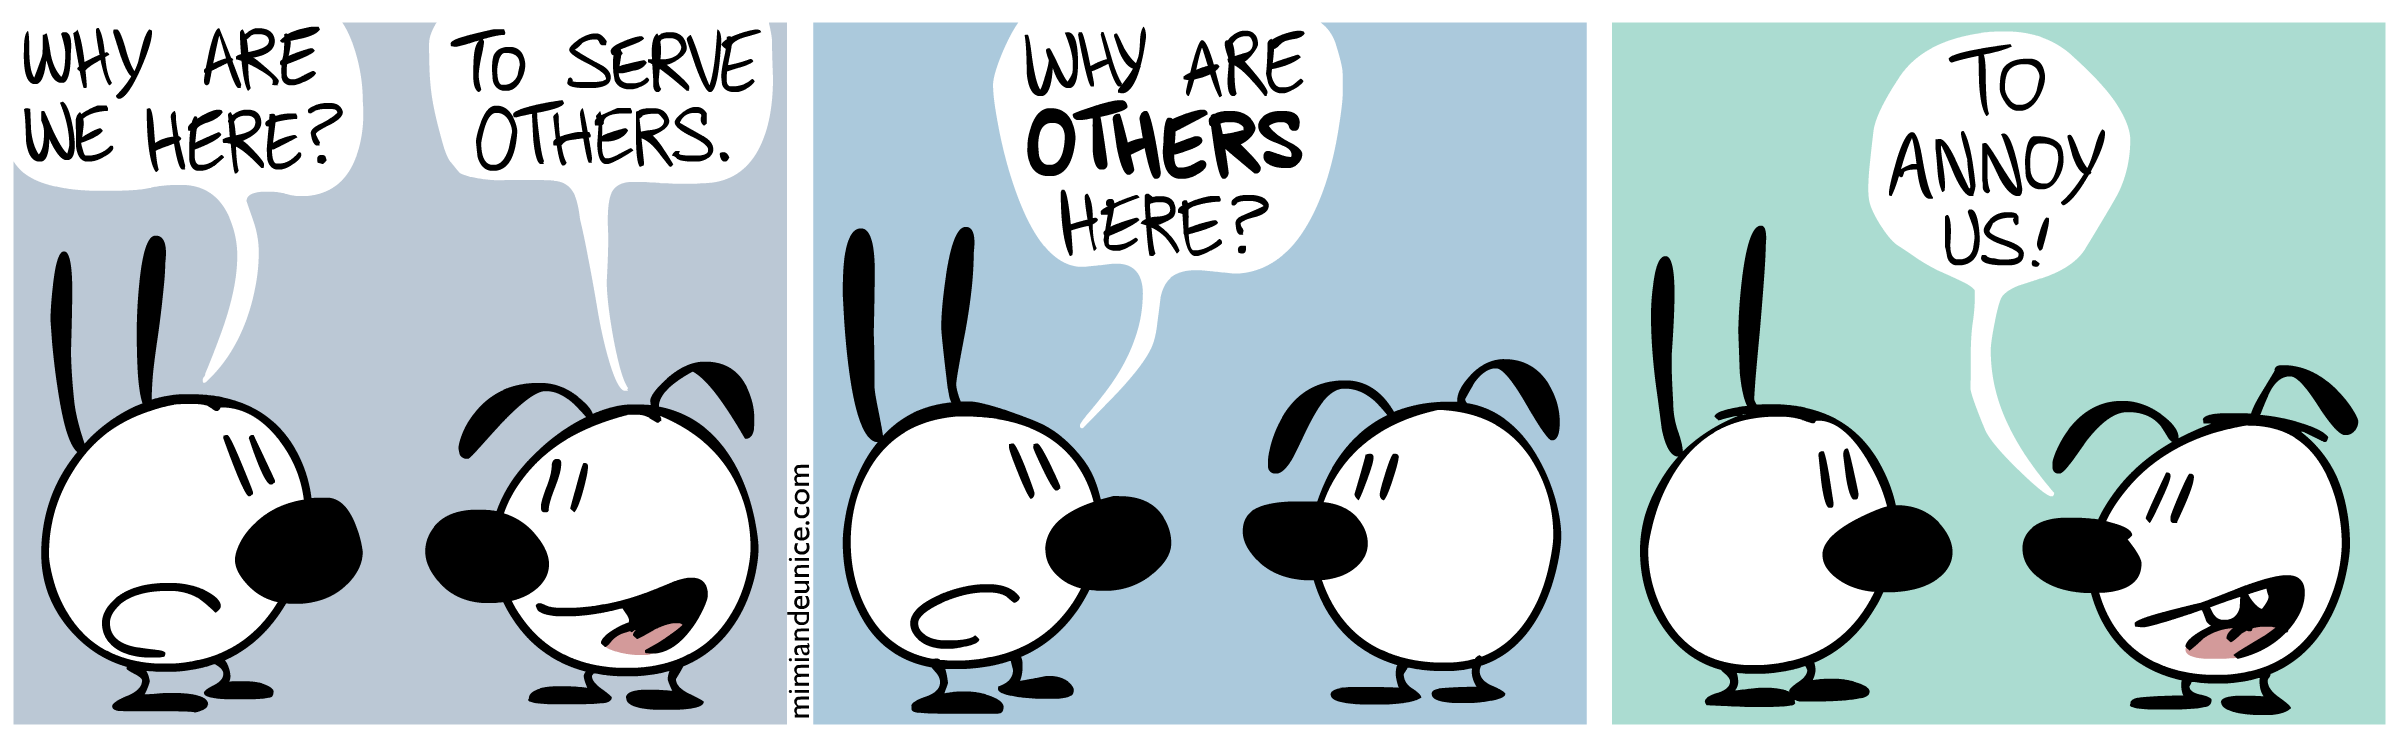 WHY ARE
WE HERE?
TO SERVE
OTHERS.
mimiandeunice.com
WHY ARE
OTHERS
HERE?
TO
ANNOY
US!